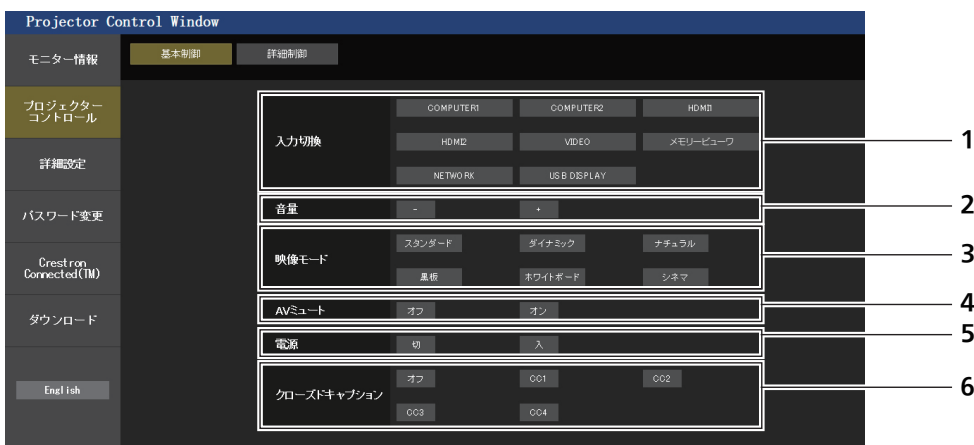 Projector Control Window
モニター情報
プロジェクター
コントロール
詳細設定
パスワード変更
Crestron
Connected(TM)
ダウンロード
English
基本制御
詳細制御
入力切換
COMPUTER1
COMPUTER2
HDMI1
HDMI2
VIDEO
メモリービューワ
NETWORK
USB DISPLAY
1
音量
-
+
2
映像モード
スタンダード
ダイナミック
ナチュラル
黒板
ホワイトボード
シネマ
3
AVミュート
オフ
オン
4
電源
切
入
5
クローズドキャプション
オフ
CC1
CC2
CC3
CC4
6